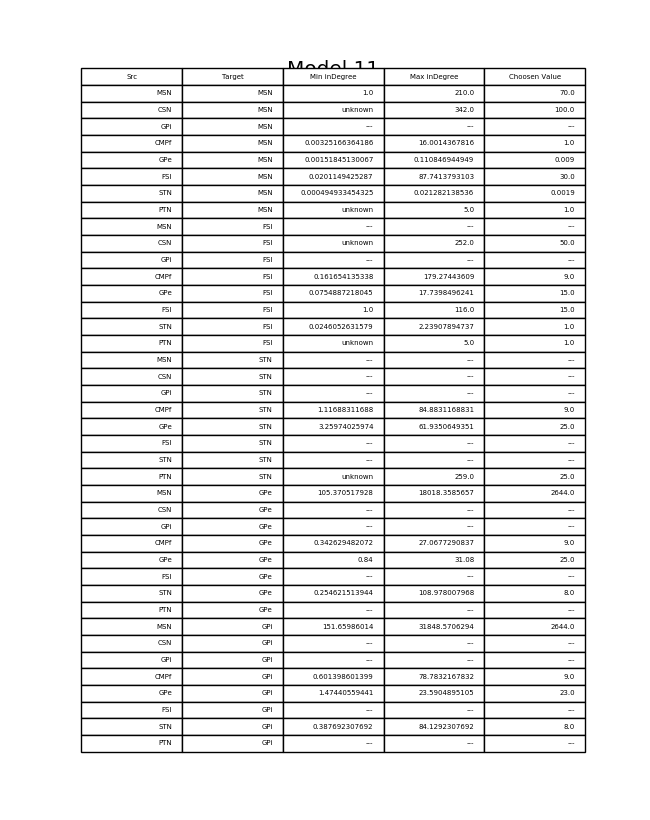 Model 11
Src Target Min inDegree Max inDegree Choosen Value
MSN MSN 1.0 210.0 70.0
CSN MSN unknown 342.0 100.0
GPi MSN --- --- ---
CMPf MSN 0.00325166364186 16.0014367816 1.0
GPe MSN 0.00151845130067 0.110846944949 0.009
FSI MSN 0.0201149425287 87.7413793103 30.0
STN MSN 0.000494933454325 0.021282138536 0.0019
PTN MSN unknown 5.0 1.0
MSN FSI --- --- ---
CSN FSI unknown 252.0 50.0
GPi FSI --- --- ---
CMPf FSI 0.161654135338 179.27443609 9.0
GPe FSI 0.0754887218045 17.7398496241 15.0
FSI FSI 1.0 116.0 15.0
STN FSI 0.0246052631579 2.23907894737 1.0
PTN FSI unknown 5.0 1.0
MSN STN --- --- ---
CSN STN --- --- ---
GPi STN --- --- ---
CMPf STN 1.11688311688 84.8831168831 9.0
GPe STN 3.25974025974 61.9350649351 25.0
FSI STN --- --- ---
STN STN --- --- ---
PTN STN unknown 259.0 25.0
MSN GPe 105.370517928 18018.3585657 2644.0
CSN GPe --- --- ---
GPi GPe --- --- ---
CMPf GPe 0.342629482072 27.0677290837 9.0
GPe GPe 0.84 31.08 25.0
FSI GPe --- --- ---
STN GPe 0.254621513944 108.978007968 8.0
PTN GPe --- --- ---
MSN GPi 151.65986014 31848.5706294 2644.0
CSN GPi --- --- ---
GPi GPi --- --- ---
CMPf GPi 0.601398601399 78.7832167832 9.0
GPe GPi 1.47440559441 23.5904895105 23.0
FSI GPi --- --- ---
STN GPi 0.387692307692 84.1292307692 8.0
PTN GPi --- --- ---